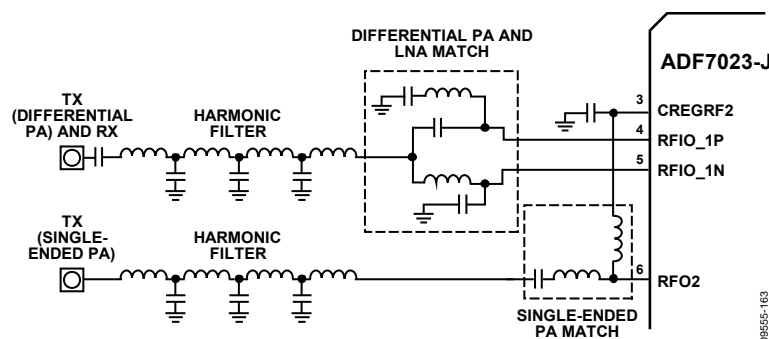 DIFFERENTIAL PA AND
LNA MATCH
ADF7023-J
TX
(DIFFERENTIAL
PA) AND RX
HARMONIC
FILTER
3
CREGRF2
4
RFIO_1P
5
RFIO_1N
TX
(SINGLE-
ENDED PA)
HARMONIC
FILTER
6
RFO2
SINGLE-ENDED
PA MATCH
09555-163